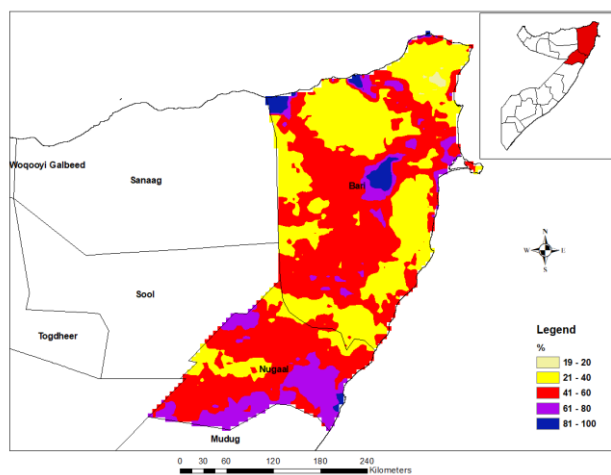 Woqooyi Galbeed
Sanaag
Bari
Sool
Togdheer
Nugaal
Mudug
N
W
E
S
Legend
%
19 - 20
21 - 40
41 - 60
61 - 80
81 - 100
0 30 60 120 180 240
Kilometers